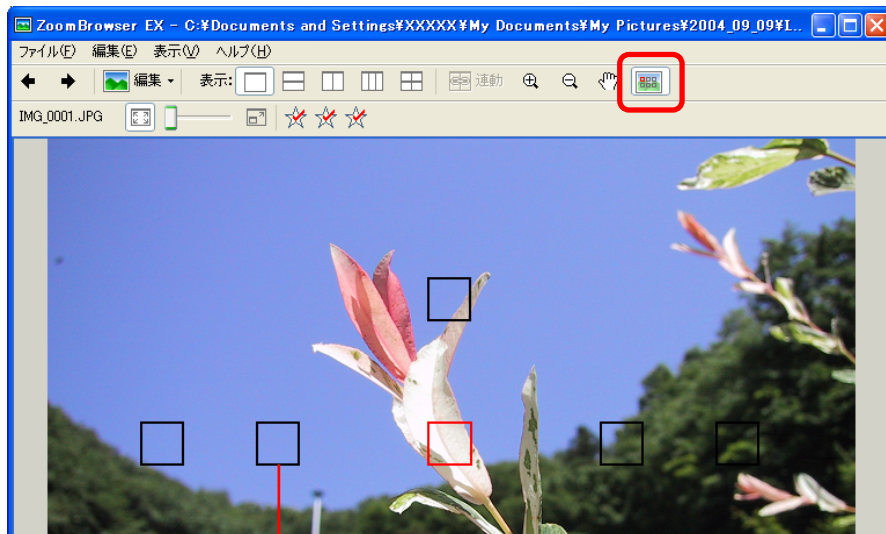 ZoomBrowser EX - C:¥Documents and Settings¥XXXXX¥My Documents¥My Pictures¥2004_09_09¥I...
ファイル(F) 編集(E) 表示(V) ヘルプ(H)
編集 表示: 連動
IMG_0001.JPG